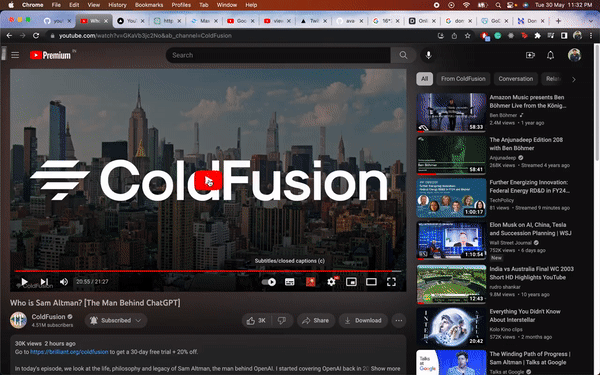 Chrome File Edit View History Bookmarks Profiles Tab Window Help
Tue 30 May 11:32 PM
youtube.com/watch?v=GKaVb3jc2No&ab_channel=ColdFusion
Premium
Search
ColdFusion
Subtitles/closed captions (c)
20:55 / 21:27
Who is Sam Altman? [The Man Behind ChatGPT]
ColdFusion
4.51M subscribers
Subscribed
3K
Share
Download
30K views 2 hours ago
Go to https://brilliant.org/coldfusion to get a 30-day free trial + 20% off.
In today's episode, we look at the life, philosophy and legacy of Sam Altman, the man behind OpenAI. I started covering OpenAI back in 20 Show more
All
From ColdFusion
Conversation
Relat
Amazon Music presents Ben
Böhmer Live from the König…
Ben Böhmer
2.4M views • 1 year ago
58:33
The Anjunadeep Edition 208
with Ben Böhmer
Anjunadeep
268K views • Streamed 4 years ago
58:41
Further Energizing Innovation:
Federal Energy RD&D in FY24…
TechPolicy
81 views • Streamed 9 minutes ago
1:00:17
Elon Musk on AI, China, Tesla
and Succession Planning | WSJ
Wall Street Journal
752K views • 6 days ago
New
1:10:54
India vs Australia Final WC 2003
Short HD Highlights YouTube
rudro shankar
9.8M views • 10 years ago
12:43
Everything You Didn't Know
About Interstellar
Kolo Kino clips
572K views • 2 months ago
20:42
The Winding Path of Progress |
Sam Altman | Talks at Google
Talks at Google
Talks at
Google